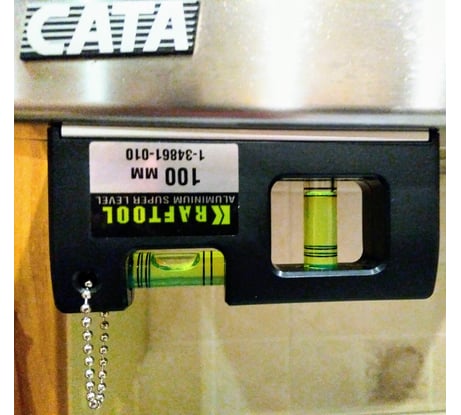 CATA
KRAFTOOL
ALUMINIUM SUPER LEVEL
100 MM
1-34861-010